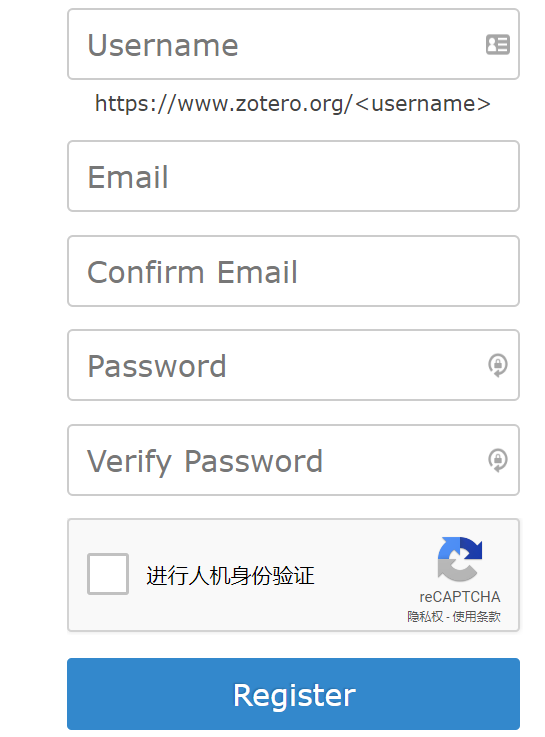 Username
https://www.zotero.org/<username>
Email
Confirm Email
Password
Verify Password
进行人机身份验证
reCAPTCHA
隐私权 - 使用条款
Register